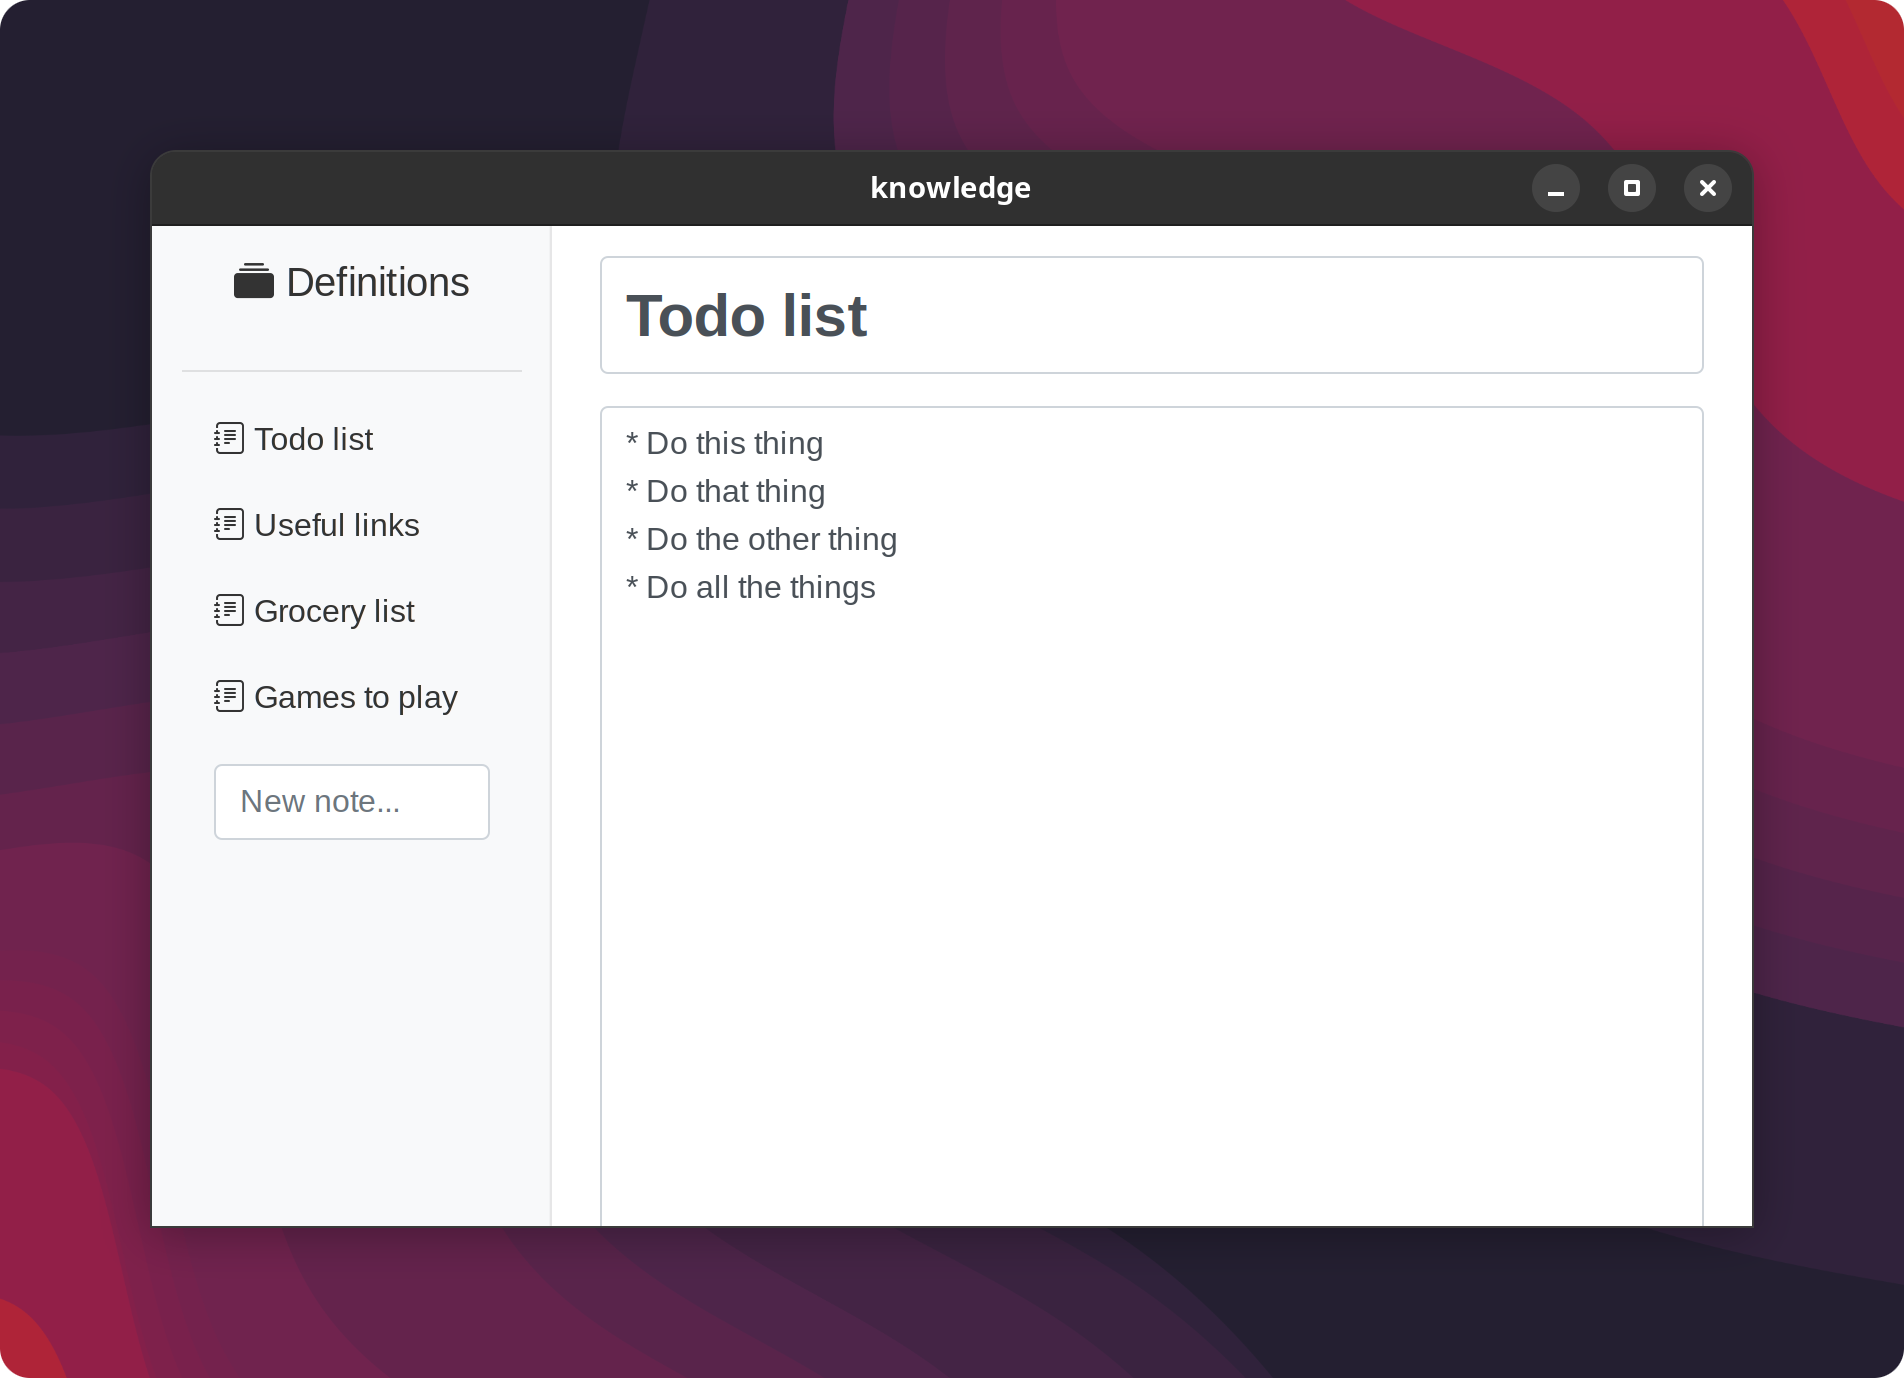 knowledge
Definitions
Todo list
Useful links
Grocery list
Games to play
New note...
Todo list
* Do this thing
* Do that thing
* Do the other thing
* Do all the things